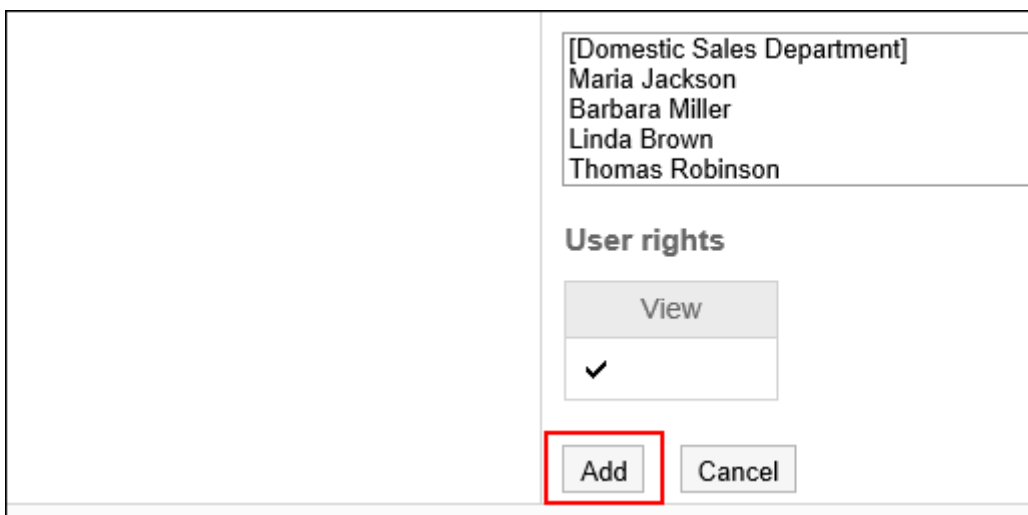 [Domestic Sales Department]
Maria Jackson
Barbara Miller
Linda Brown
Thomas Robinson
User rights
View
Add Cancel